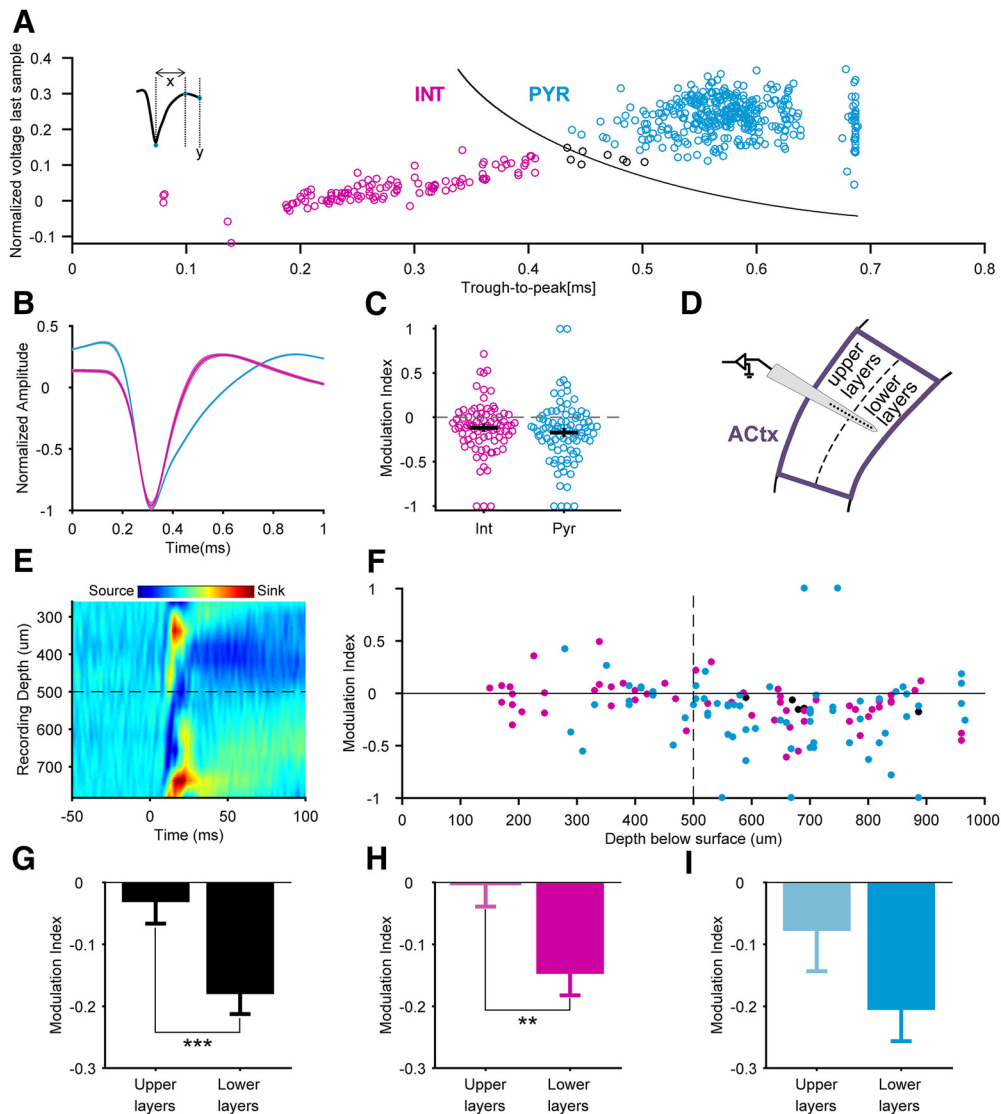 A
Normalized voltage last sample
0.4
0.3
0.2
0.1
0
-0.1
x
y
INT
PYR
0
0.1
0.2
0.3
0.4
0.5
0.6
0.7
0.8
Trough-to-peak[ms]
B
Normalized Amplitude
0.5
0
-0.5
-1
0
0.2
0.4
0.6
0.8
1
Time(ms)
C
Modulation Index
1
0.5
0
-0.5
-1
Int
Pyr
D
upper
layers
lower
layers
ACtx
E
Source
Sink
Recording Depth (um)
300
400
500
600
700
-50
0
50
100
Time (ms)
F
Modulation Index
1
0.5
0
-0.5
-1
0
100
200
300
400
500
600
700
800
900
1000
Depth below surface (um)
G
Modulation Index
0
-0.1
-0.2
-0.3
***
Upper
layers
Lower
layers
H
Modulation Index
0
-0.1
-0.2
-0.3
**
Upper
layers
Lower
layers
I
Modulation Index
0
-0.1
-0.2
-0.3
Upper
layers
Lower
layers